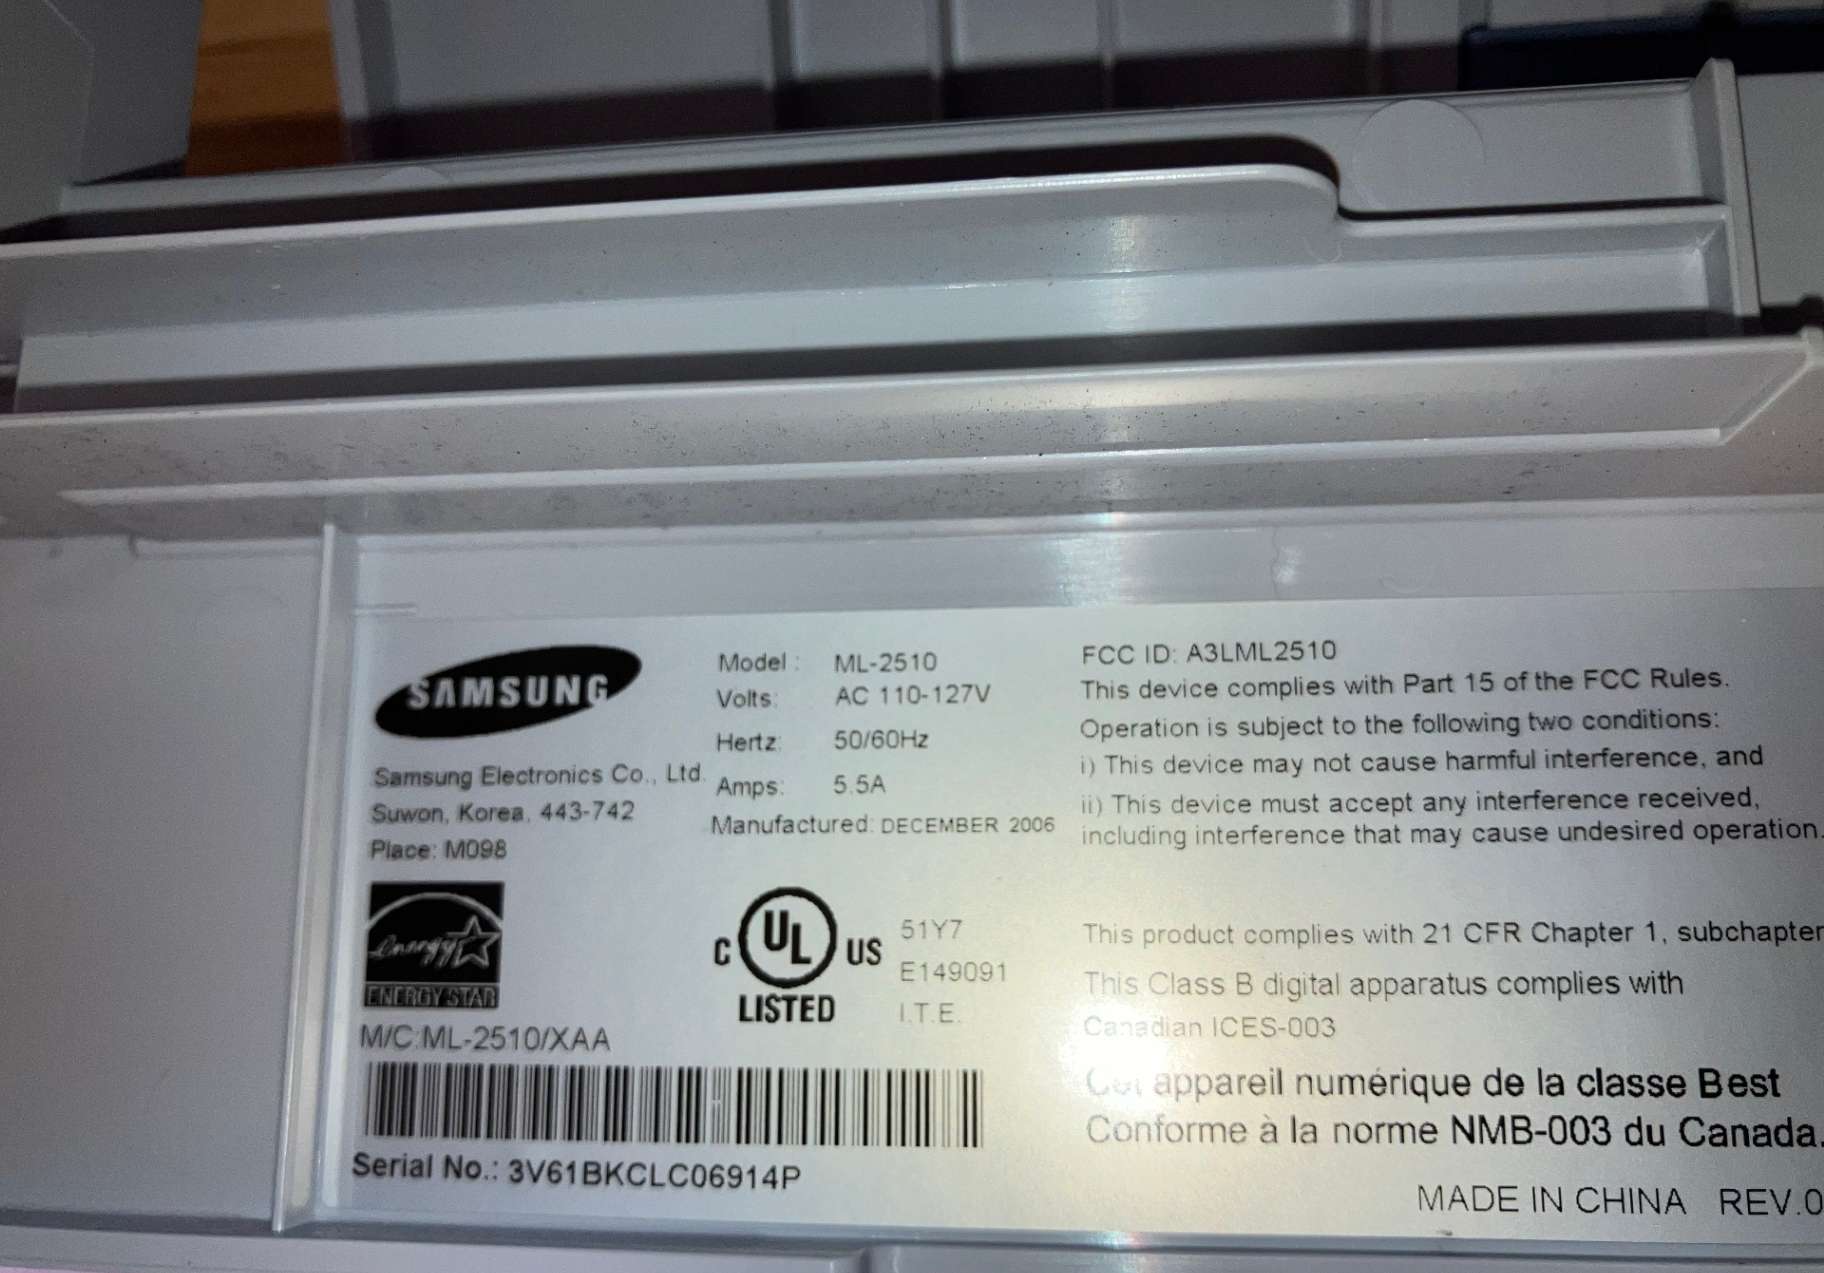 SAMSUNG
Samsung Electronics Co., Ltd.
Suwon, Korea, 443-742
Place: M098
Energy
ENERGY STAR
M/C:ML-2510/XAA
Serial No.: 3V61BKCLC06914P
Model : ML-2510
Volts: AC 110-127V
Hertz: 50/60Hz
Amps: 5.5A
Manufactured: DECEMBER 2006
C UL US
LISTED
51Y7
E149091
I.T.E.
FCC ID: A3LML2510
This device complies with Part 15 of the FCC Rules.
Operation is subject to the following two conditions:
i) This device may not cause harmful interference, and
ii) This device must accept any interference received,
including interference that may cause undesired operation.
This product complies with 21 CFR Chapter 1, subchapter
This Class B digital apparatus complies with
Canadian ICES-003
Cet appareil numérique de la classe B est
Conforme à la norme NMB-003 du Canada.
MADE IN CHINA REV.0